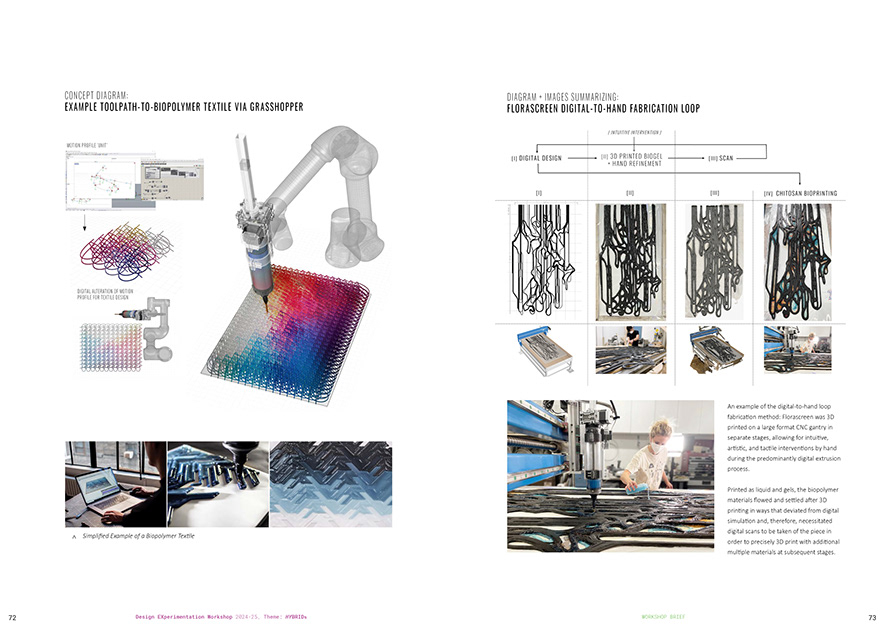 CONCEPT DIAGRAM:
EXAMPLE TOOLPATH-TO-BIOPOLYMER TEXTILE VIA GRASSHOPPER
MOTION PROFILE UNIT
DIGITAL ALTERATION OF MOTION
PROFILE FOR TEXTILE DESIGN
^ Simplified Example of a Biopolymer Textile
72
Design EXperimentation Workshop 2024-25, Theme: HYBRIDs
DIAGRAM + IMAGES SUMMARIZING:
FLORASCREEN DIGITAL-TO-HAND FABRICATION LOOP
[ INTUITIVE INTERVENTION ]
[I] DIGITAL DESIGN
[II] 3D PRINTED BIOGEL
+ HAND REFINEMENT
[III] SCAN
[I]
[II]
[III]
[IV] CHITOSAN BIOPRINTING
An example of the digital-to-hand loop
fabrication method: Florascreen was 3D
printed on a large format CNC gantry in
separate stages, allowing for intuitive,
artistic, and tactile interventions by hand
during the predominantly digital extrusion
process.
Printed as liquid and gels, the biopolymer
materials flowed and settled after 3D
printing in ways that deviated from digital
simulation and, therefore, necessitated
digital scans to be taken of the piece in
order to precisely 3D print with additional
multiple materials at subsequent stages.
WORKSHOP BRIEF
73